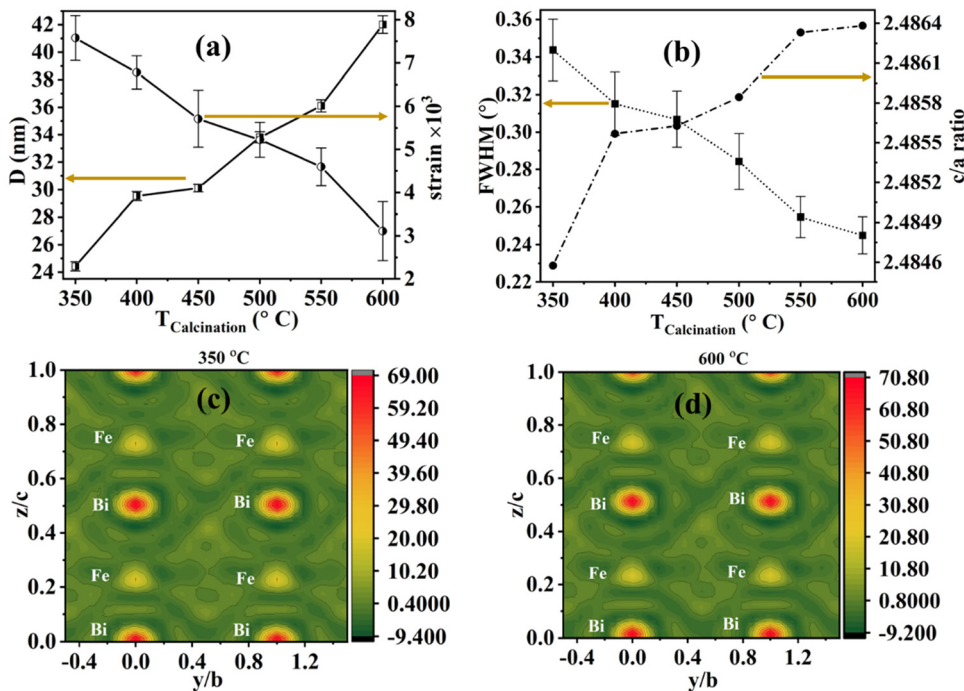 (a)
D (nm)
42
40
38
36
34
32
30
28
26
24
8
7
6
5
4
3
2
strain ×10³
350 400 450 500 550 600
T_Calcination (° C)
(b)
FWHM (°)
0.36
0.34
0.32
0.30
0.28
0.26
0.24
0.22
2.4864
2.4861
2.4858
2.4855
2.4852
2.4849
2.4846
c/a ratio
350 400 450 500 550 600
T_Calcination (° C)
350 °C
(c)
z/c
1.0
0.8
0.6
0.4
0.2
0.0
Fe Fe
Bi Bi
Fe Fe
Bi Bi
-0.4 0.0 0.4 0.8 1.2
y/b
69.00
59.20
49.40
39.60
29.80
20.00
10.20
0.4000
-9.400
600 °C
(d)
z/c
1.0
0.8
0.6
0.4
0.2
0.0
Fe Fe
Bi Bi
Fe Fe
Bi Bi
-0.4 0.0 0.4 0.8 1.2
y/b
70.80
60.80
50.80
40.80
30.80
20.80
10.80
0.8000
-9.200